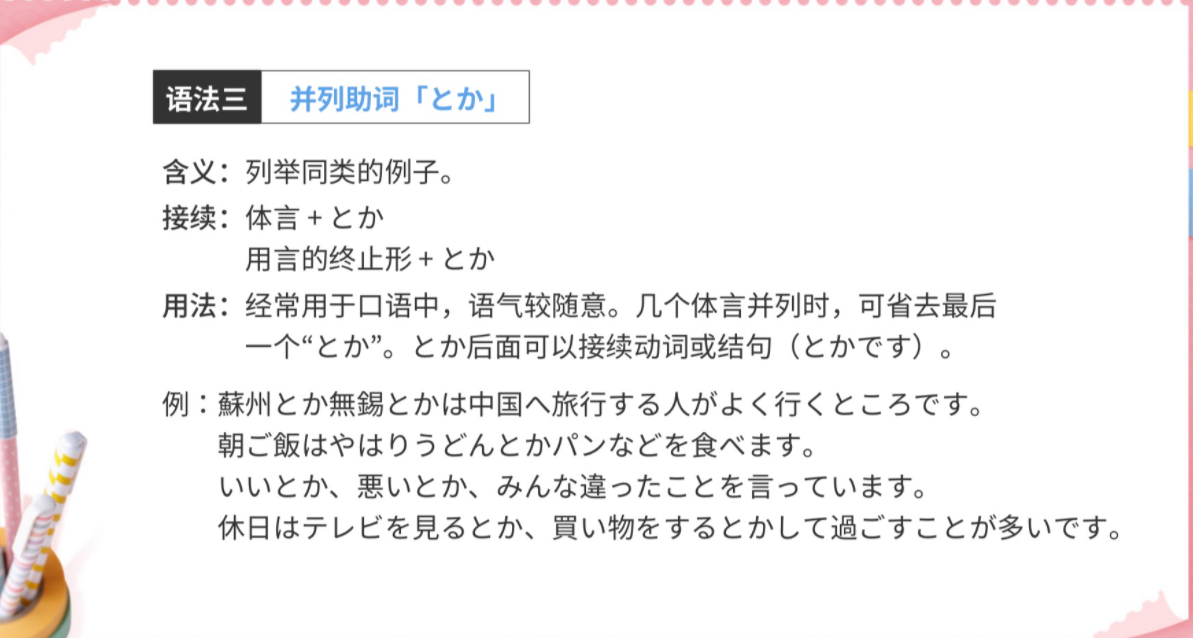 语法三 并列助词「とか」
含义：列举同类的例子。
接续：体言 + とか
用言的终止形 + とか
用法：经常用于口语中，语气较随意。几个体言并列时，可省去最后
一个“とか”。とか后面可以接续动词或结句（とかです）。
例：蘇州とか無錫とかは中国へ旅行する人がよく行くところです。
朝ご飯はやはりうどんとかパンなどを食べます。
いいとか、悪いとか、みんな違ったことを言っています。
休日はテレビを見るとか、買い物をするとかして過ごすことが多いです。